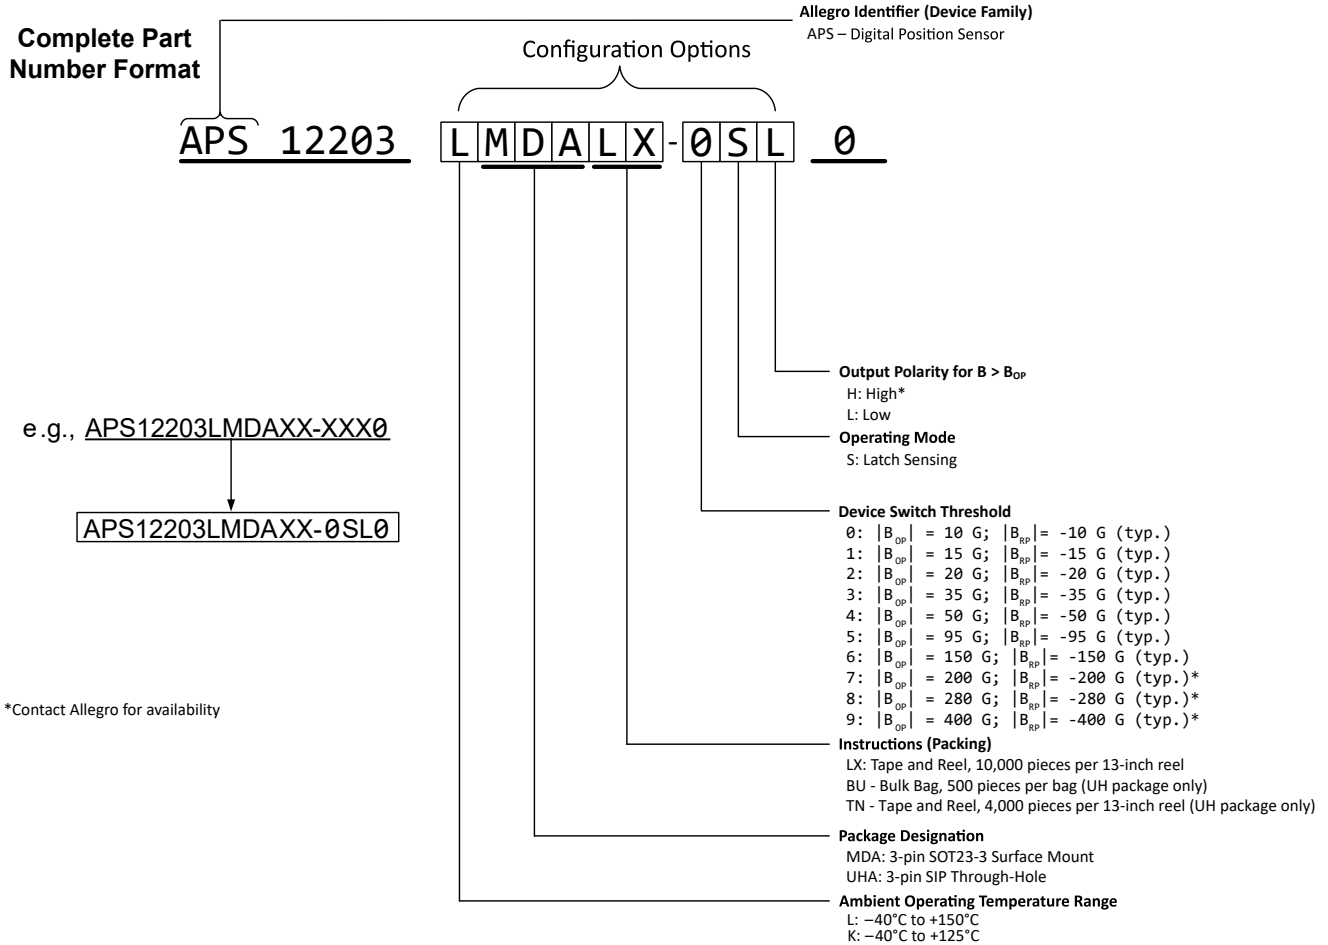 Complete Part
Number Format
Allegro Identifier (Device Family)
APS – Digital Position Sensor
Configuration Options
APS 12203 LMDALX-0SL 0
Output Polarity for B > BOP
H: High*
L: Low
Operating Mode
S: Latch Sensing
e.g., APS12203LMDAXX-XXX0
APS12203LMDAXX-0SL0
Device Switch Threshold
0: |BOP| = 10 G; |BRP|= -10 G (typ.)
1: |BOP| = 15 G; |BRP|= -15 G (typ.)
2: |BOP| = 20 G; |BRP|= -20 G (typ.)
3: |BOP| = 35 G; |BRP|= -35 G (typ.)
4: |BOP| = 50 G; |BRP|= -50 G (typ.)
5: |BOP| = 95 G; |BRP|= -95 G (typ.)
6: |BOP| = 150 G; |BRP|= -150 G (typ.)
7: |BOP| = 200 G; |BRP|= -200 G (typ.)*
8: |BOP| = 280 G; |BRP|= -280 G (typ.)*
9: |BOP| = 400 G; |BRP|= -400 G (typ.)*
*Contact Allegro for availability
Instructions (Packing)
LX: Tape and Reel, 10,000 pieces per 13-inch reel
BU - Bulk Bag, 500 pieces per bag (UH package only)
TN - Tape and Reel, 4,000 pieces per 13-inch reel (UH package only)
Package Designation
MDA: 3-pin SOT23-3 Surface Mount
UHA: 3-pin SIP Through-Hole
Ambient Operating Temperature Range
L: –40°C to +150°C
K: –40°C to +125°C